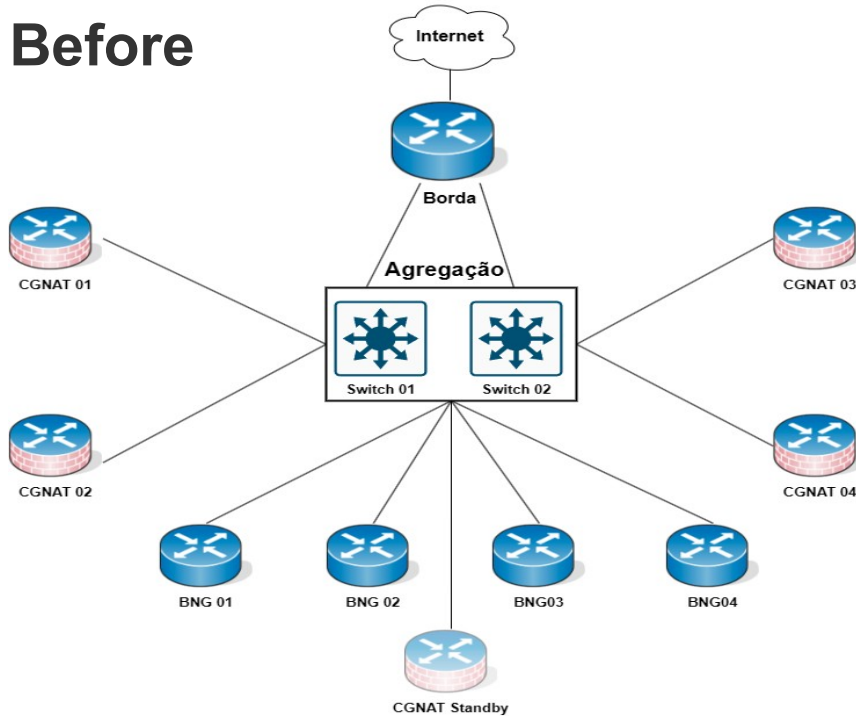 Before
Internet
Borda
Agregação
CGNAT 01
CGNAT 03
Switch 01
Switch 02
CGNAT 02
CGNAT 04
BNG 01
BNG 02
BNG03
BNG04
CGNAT Standby